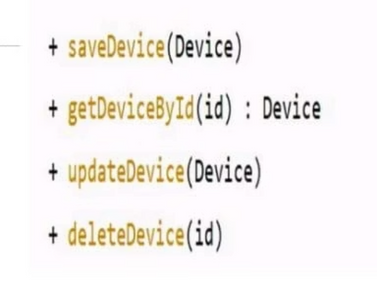 + saveDevice(Device)
+ getDeviceById(id) : Device
+ updateDevice(Device)
+ deleteDevice(id)